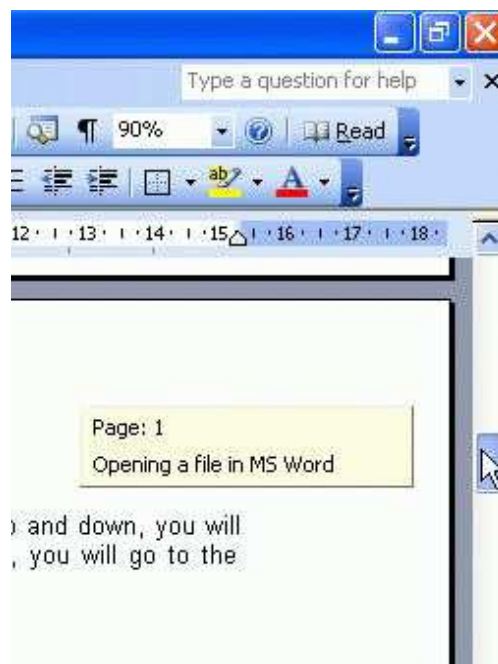 Type a question for help
90% Read
12 13 14 15 16 17 18
Page: 1
Opening a file in MS Word
and down, you will
, you will go to the